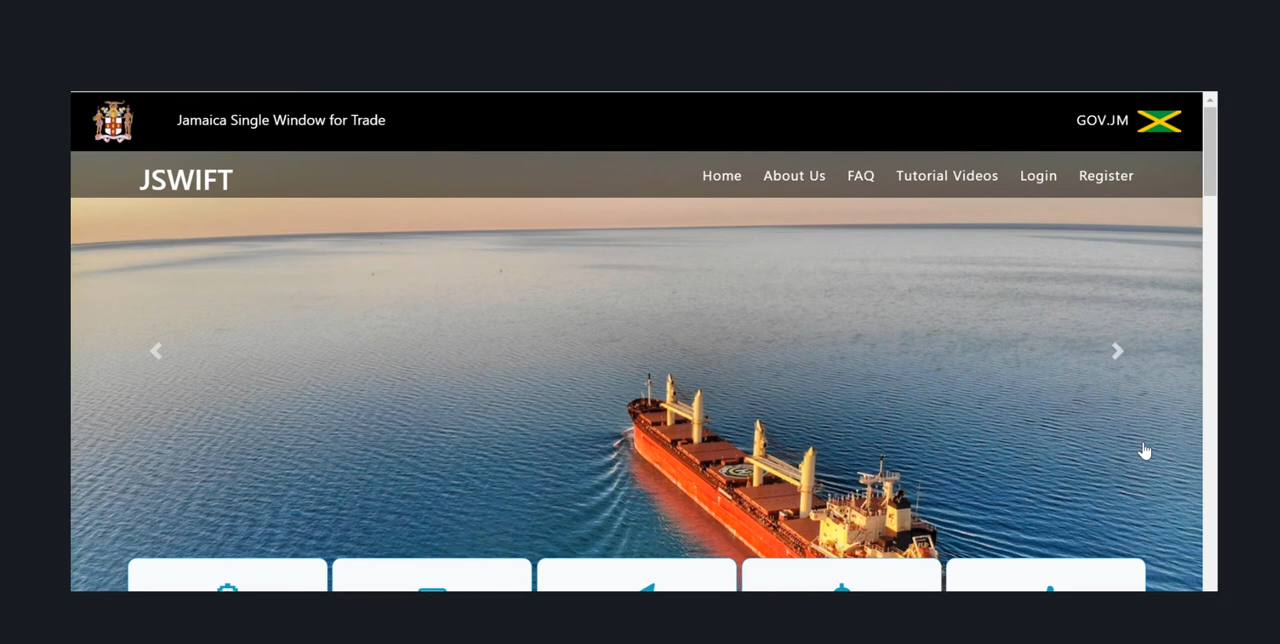 Jamaica Single Window for Trade
GOV.JM
JSWIFT
Home About Us FAQ Tutorial Videos Login Register